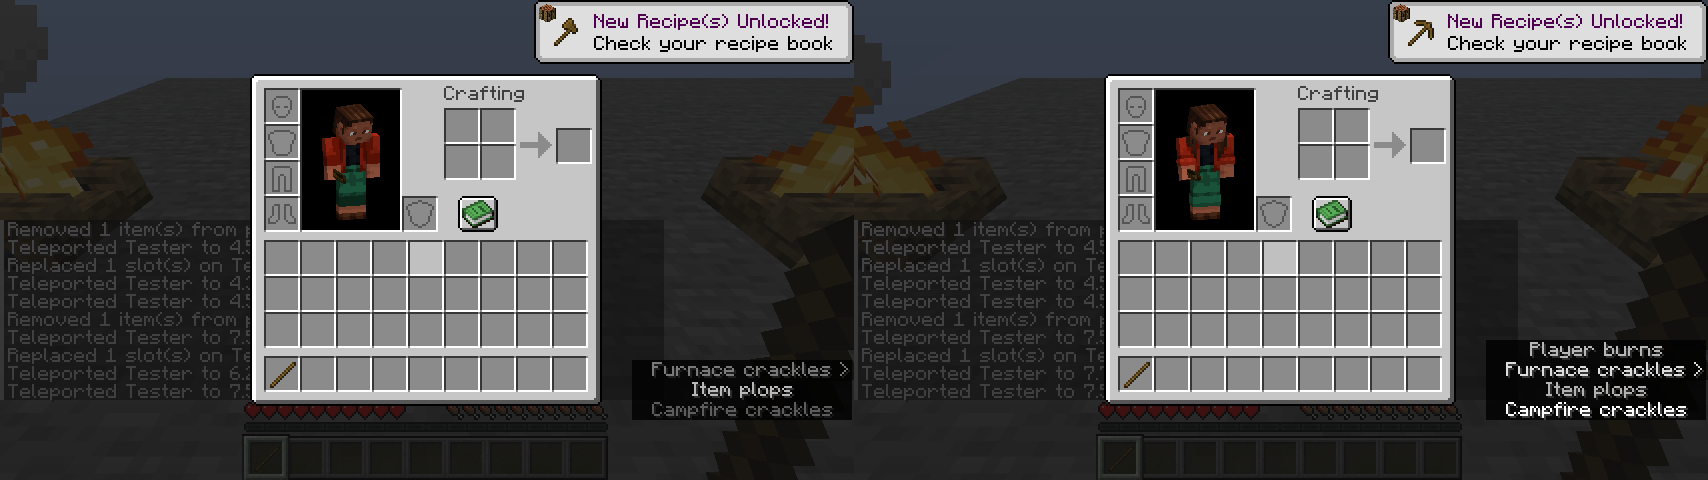 New Recipe(s) Unlocked!
Check your recipe book
Crafting
Removed 1 item(s) from
Teleported Tester to 4.5
Replaced 1 slot(s) on Te
Teleported Tester to 4.
Teleported Tester to 4.5
Removed 1 item(s) from
Teleported Tester to 7.5
Replaced 1 slot(s) on Te
Teleported Tester to 6.
Teleported Tester to 7.5
Furnace crackles >
Item plops
Campfire crackles
New Recipe(s) Unlocked!
Check your recipe book
Crafting
Removed 1 item(s) from
Teleported Tester to 4.5
Replaced 1 slot(s) on Te
Teleported Tester to 4.
Teleported Tester to 4.5
Removed 1 item(s) from
Teleported Tester to 7.5
Replaced 1 slot(s) on Te
Teleported Tester to 7.
Teleported Tester to 7.5
Player burns
Furnace crackles >
Item plops
Campfire crackles